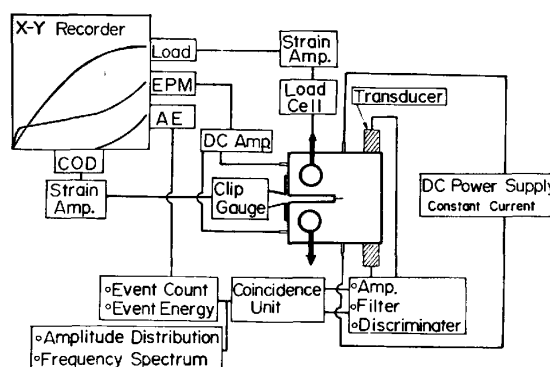 X-Y Recorder
Load
EPM
AE
COD
Strain
Amp.
Strain
Amp.
Load
Cell
Transducer
DC Amp.
Clip
Gauge
DC Power Supply
Constant Current
Event Count
Event Energy
Coincidence
Unit
Amp.
Filter
Discriminater
Amplitude Distribution
Frequency Spectrum